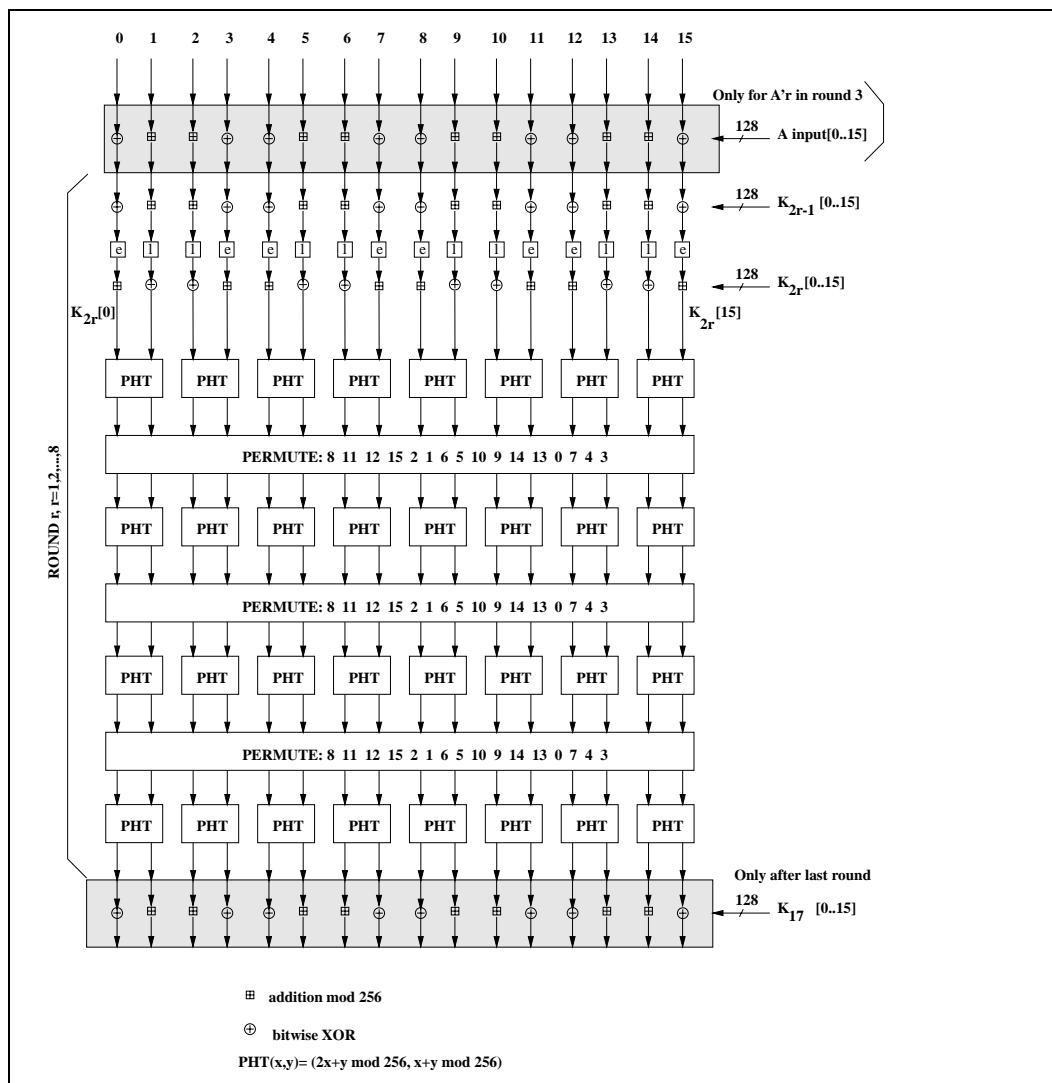 0 1 2 3 4 5 6 7 8 9 10 11 12 13 14 15
Only for A'r in round 3
128
A input[0..15]
128
K2r-1 [0..15]
e l l e e l l e e l l e e l l e
128
K2r [0..15]
K2r[0]
K2r[15]
PHT PHT PHT PHT PHT PHT PHT PHT
PERMUTE: 8 11 12 15 2 1 6 5 10 9 14 13 0 7 4 3
PHT PHT PHT PHT PHT PHT PHT PHT
ROUND r, r=1,2,...,8
PERMUTE: 8 11 12 15 2 1 6 5 10 9 14 13 0 7 4 3
PHT PHT PHT PHT PHT PHT PHT PHT
PERMUTE: 8 11 12 15 2 1 6 5 10 9 14 13 0 7 4 3
PHT PHT PHT PHT PHT PHT PHT PHT
Only after last round
128
K17 [0..15]
addition mod 256
bitwise XOR
PHT(x,y)= (2x+y mod 256, x+y mod 256)